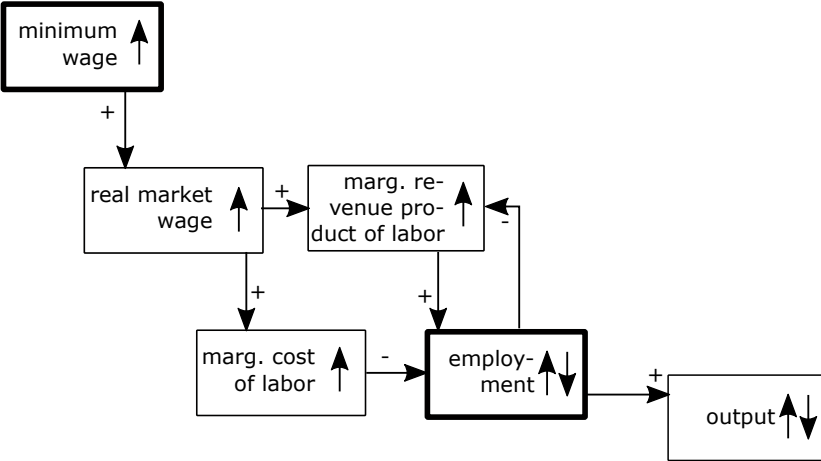 minimum
wage
+
real market
wage
+
marg. re-
venue pro-
duct of labor
-
+
+
marg. cost
of labor
-
employ-
ment
+
output